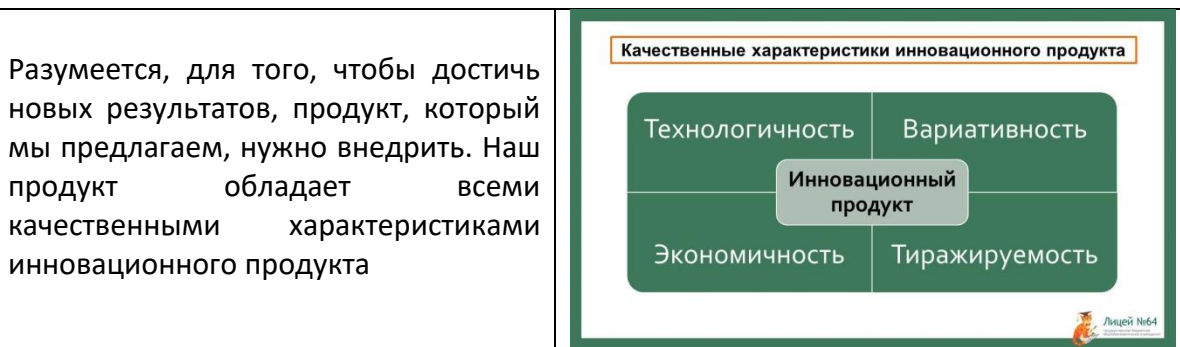 Разумеется, для того, чтобы достичь
новых результатов, продукт, который
мы предлагаем, нужно внедрить. Наш
продукт обладает всеми
качественными характеристиками
инновационного продукта
Качественные характеристики инновационного продукта
Технологичность
Вариативность
Инновационный
продукт
Экономичность
Тиражируемость
Лицей №64